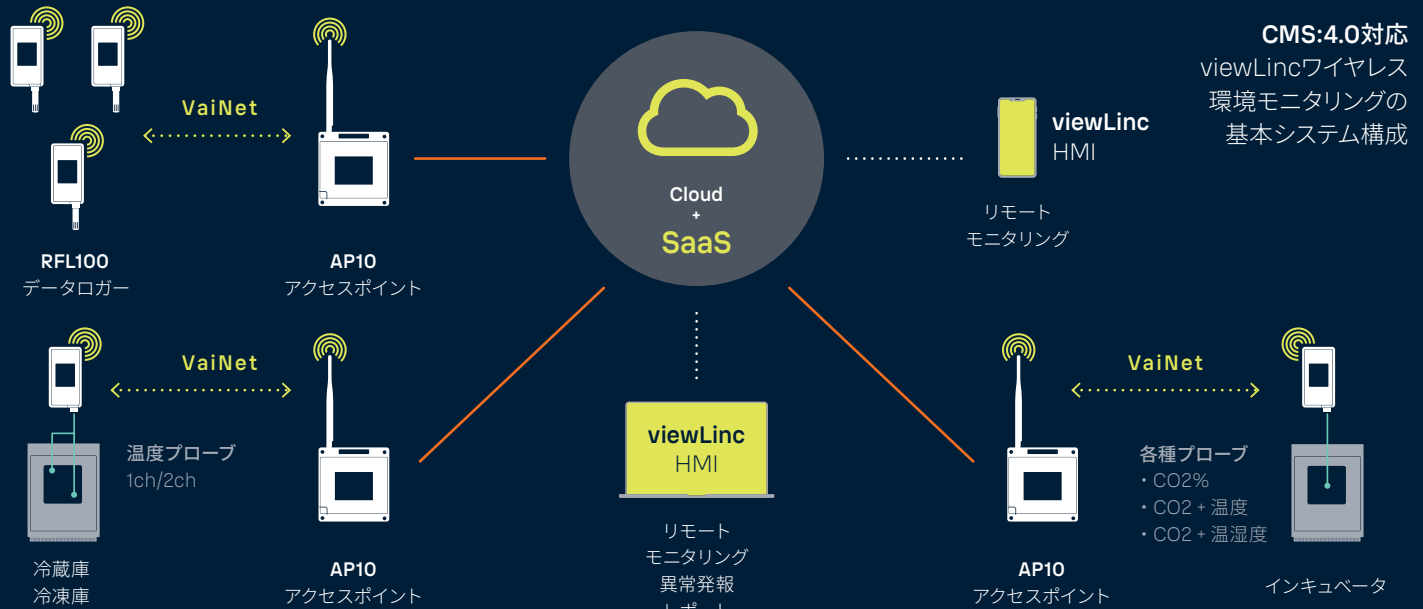 CMS:4.0対応
viewLincワイヤレス
環境モニタリングの
基本システム構成
VaiNet
RFL100
データロガー
AP10
アクセスポイント
Cloud
+
SaaS
viewLinc
HMI
リモート
モニタリング
VaiNet
温度プローブ
1ch/2ch
冷蔵庫
冷凍庫
AP10
アクセスポイント
viewLinc
HMI
リモート
モニタリング
異常発報
レポート
AP10
アクセスポイント
VaiNet
各種プローブ
・CO2%
・CO2 + 温度
・CO2 + 温湿度
インキュベータ